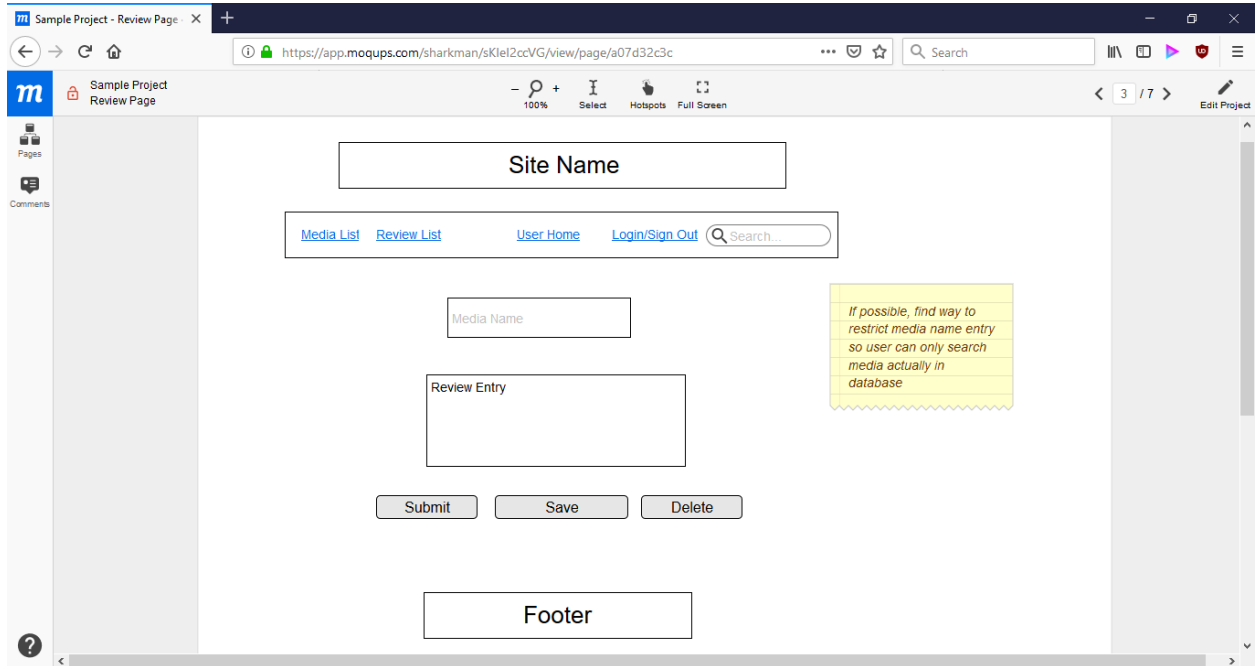 m Sample Project - Review Page
https://app.moqups.com/sharkman/sKleI2ccVG/view/page/a07d32c3c
Search
m
Sample Project
Review Page
- +
100% Select Hotspots Full Screen
3 / 7
Edit Project
Pages
Comments
Site Name
Media List Review List User Home Login/Sign Out Search...
Media Name
If possible, find way to
restrict media name entry
so user can only search
media actually in
database
Review Entry
Submit Save Delete
Footer
?